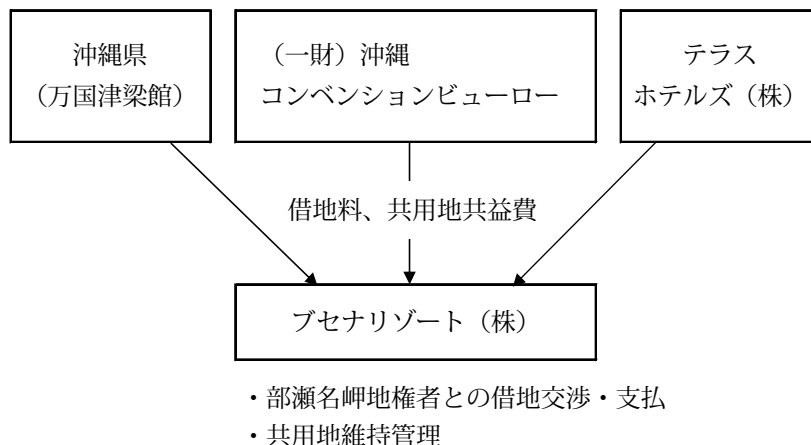 沖縄県
（万国津梁館）
（一財）沖縄
コンベンションビューロー
テラス
ホテルズ（株）
借地料、共用地共益費
ブセナリゾート（株）
・部瀬名岬地権者との借地交渉・支払
・共用地維持管理